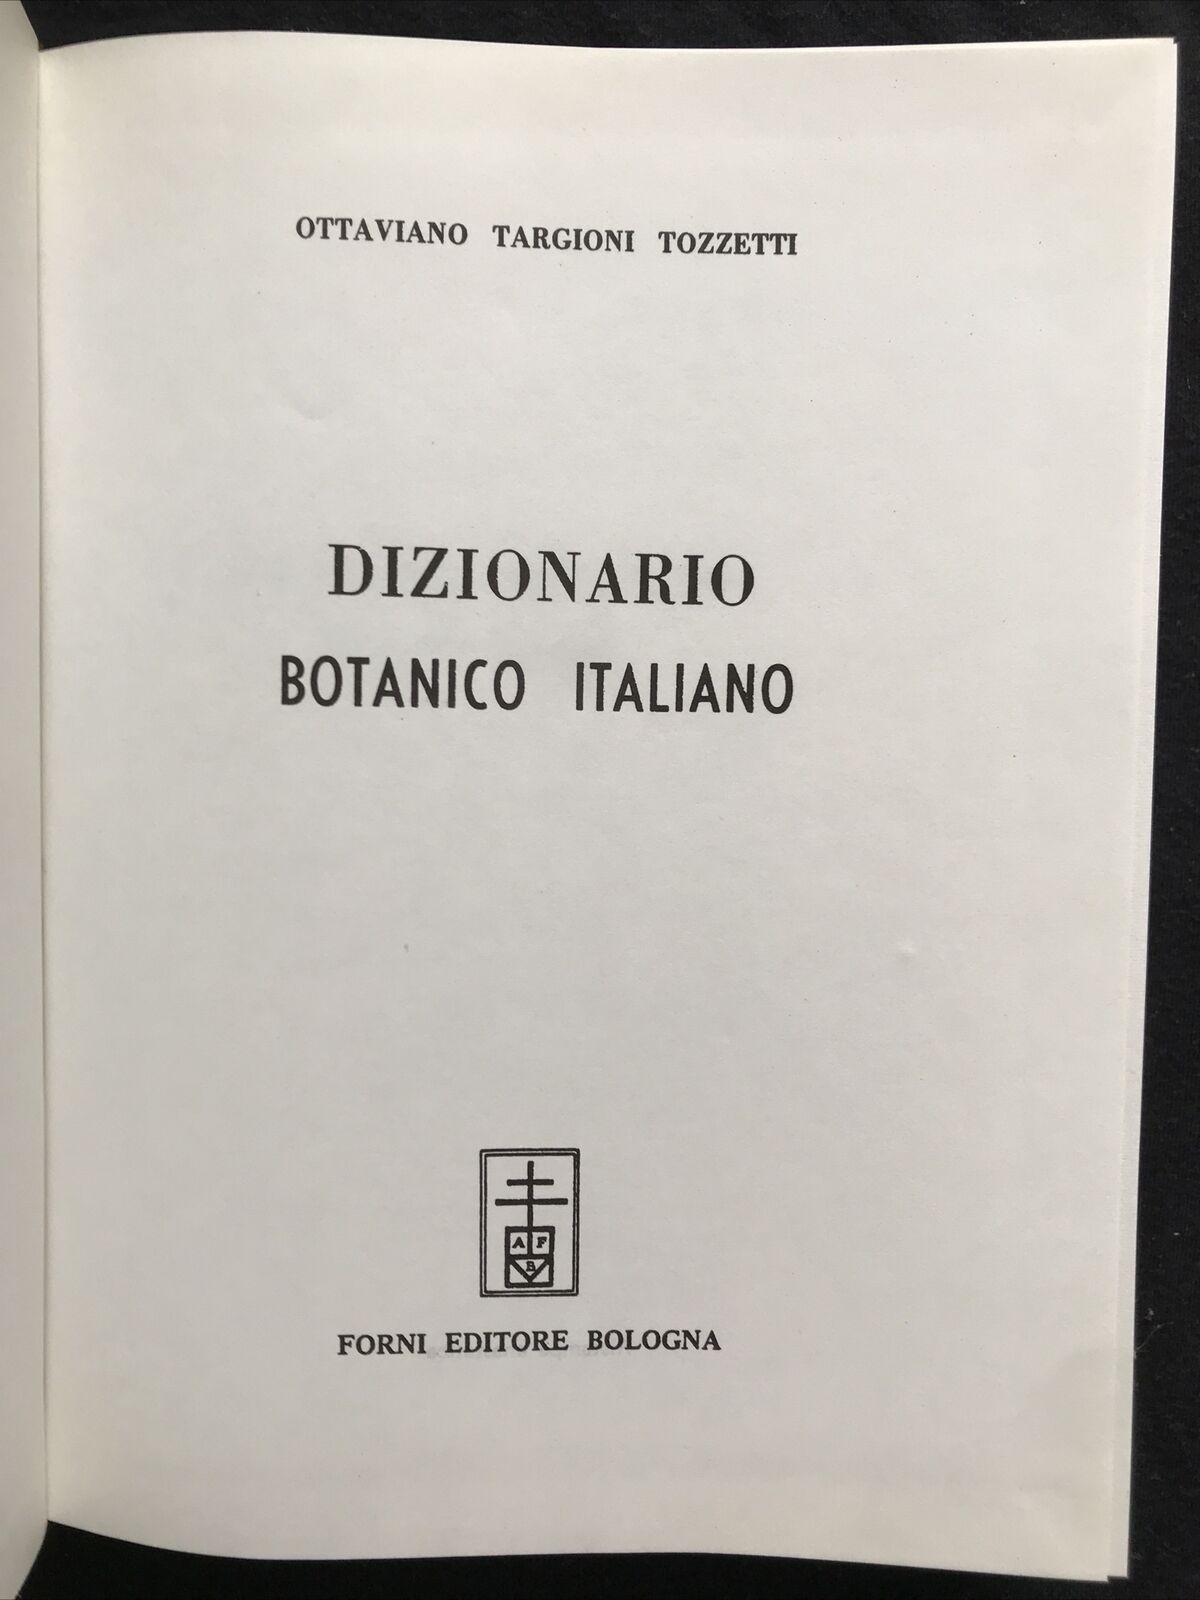 OTTAVIANO TARGIONI TOZZETTI
DIZIONARIO
BOTANICO ITALIANO
A F
B
FORNI EDITORE BOLOGNA